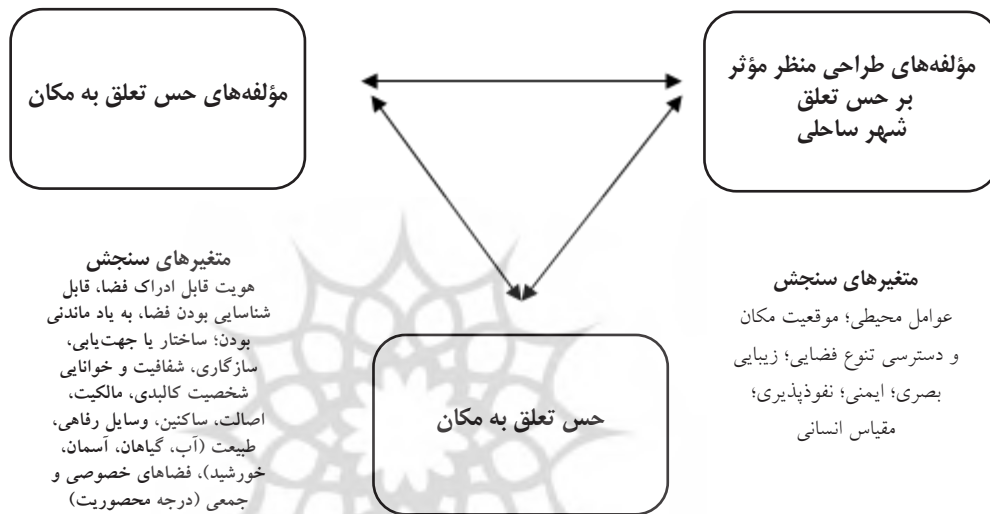 مؤلفه‌های طراحی منظر مؤثر
بر حس تعلق
شهر ساحلی
مؤلفه‌های حس تعلق به مکان
متغیرهای سنجش
عوامل محیطی؛ موقعیت مکان
و دسترسی تنوع فضایی؛ زیبایی
بصری؛ ایمنی؛ نفوذپذیری؛
مقیاس انسانی
متغیرهای سنجش
هویت قابل ادراک فضا، قابل
شناسایی بودن فضا، به یاد ماندنی
بودن؛ ساختار یا جهت‌یابی،
سازگاری، شفافیت و خوانایی
شخصیت کالبدی، مالکیت،
اصالت، ساکنین، وسایل رفاهی،
طبیعت (آب، گیاهان، آسمان،
خورشید)، فضاهای خصوصی و
جمعی (درجه محصوریت)
حس تعلق به مکان